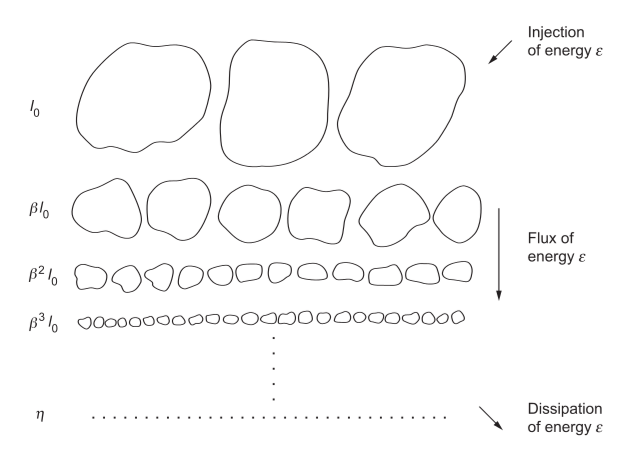 Injection
of energy ε
l₀
βl₀
Flux of
energy ε
β² l₀
β³ l₀
η
Dissipation
of energy ε